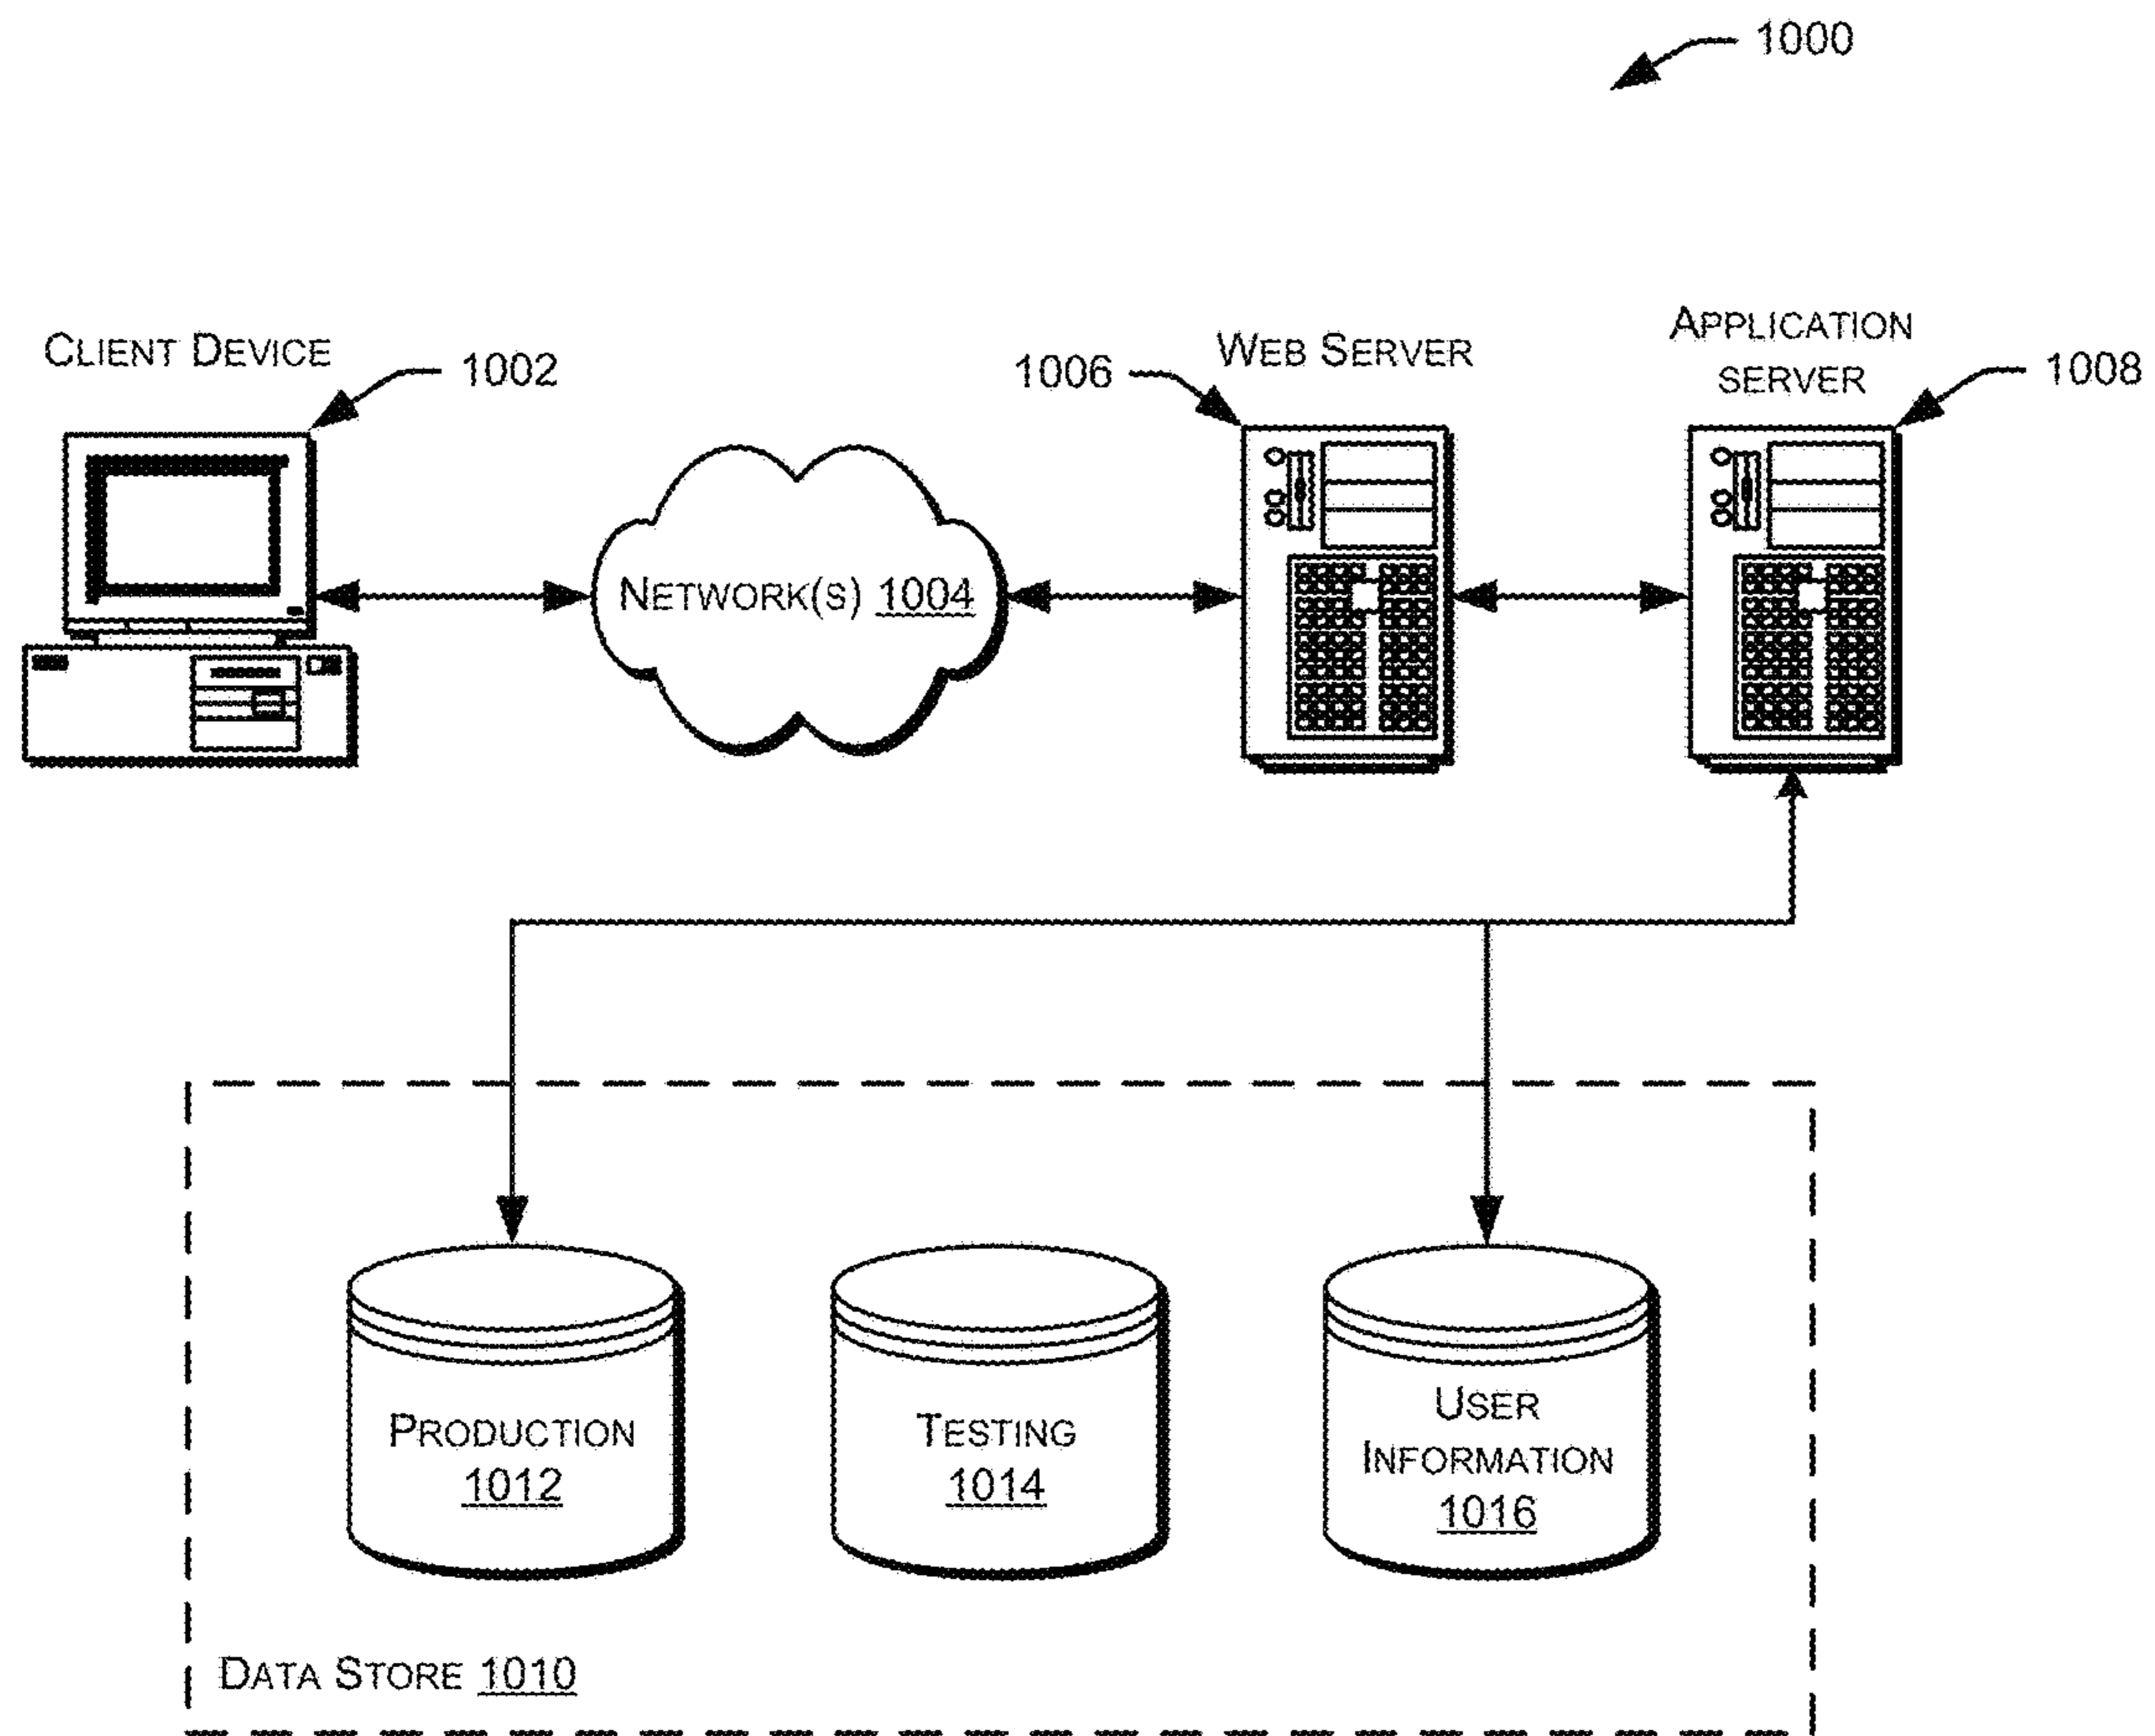 1000
CLIENT DEVICE
1002
1006
WEB SERVER
APPLICATION
SERVER
1008
NETWORK(S) 1004
PRODUCTION
1012
TESTING
1014
USER
INFORMATION
1016
DATA STORE 1010